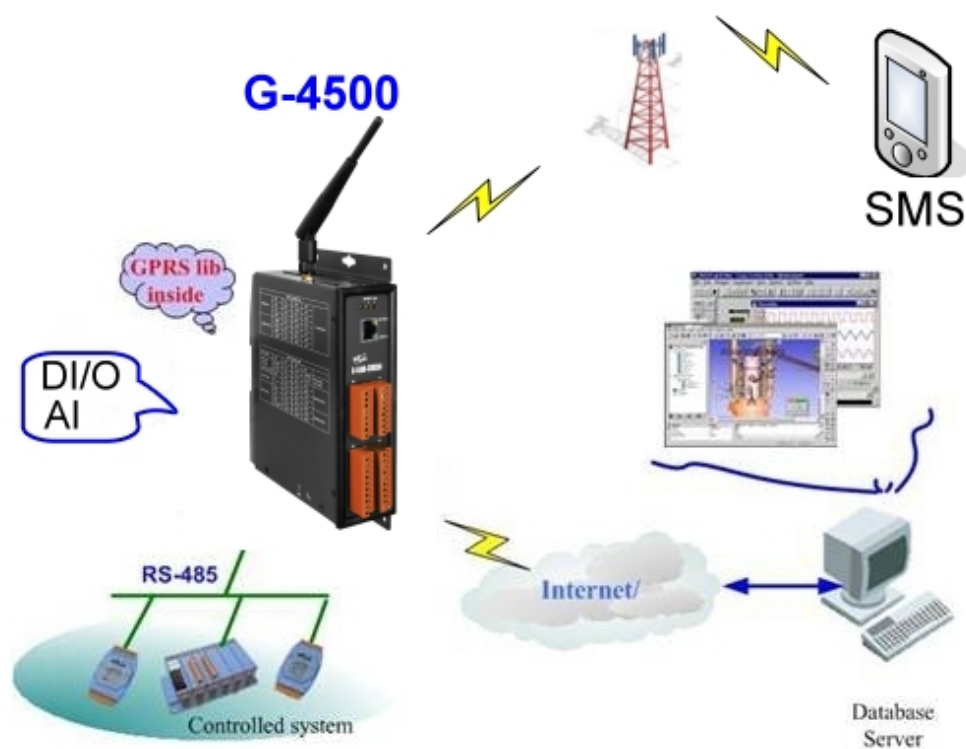 G-4500
SMS
GPRS lib
inside
DI/O
AI
RS-485
Internet/
Controlled system
Database
Server